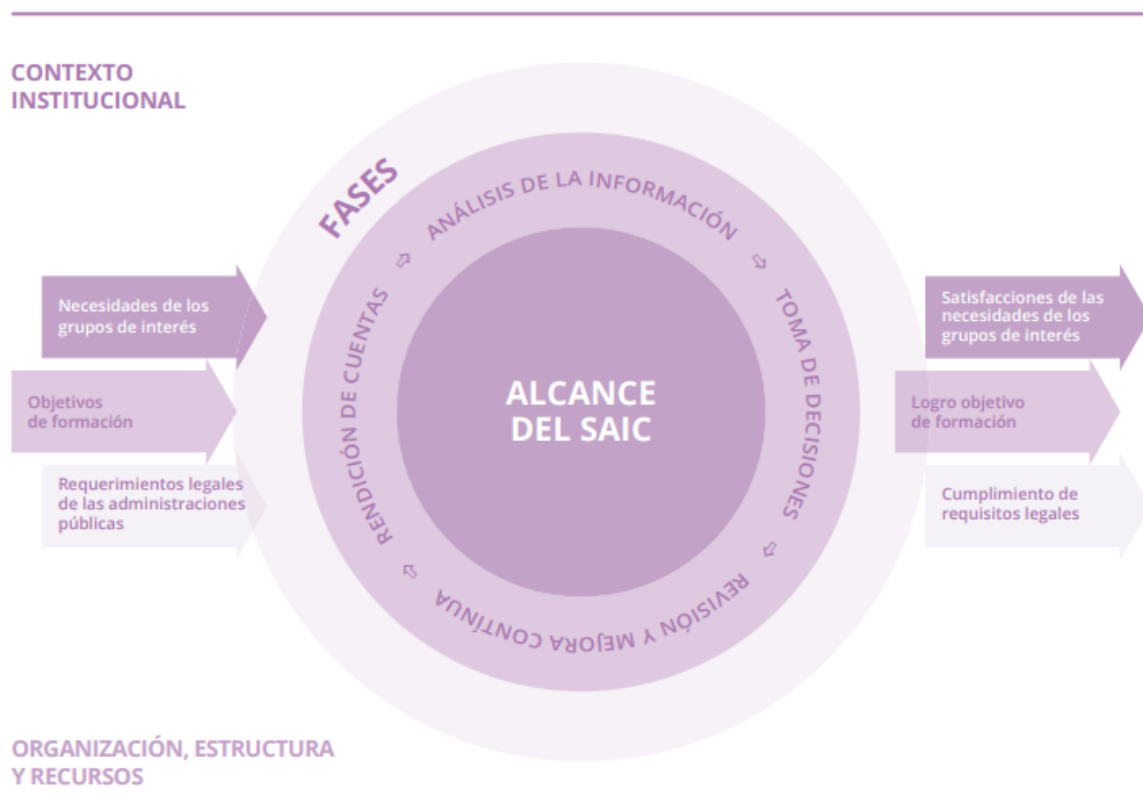 CONTEXTO
INSTITUCIONAL
FASES
ANÁLISIS DE LA INFORMACIÓN
TOMA DE DECISIONES
REVISIÓN Y MEJORA CONTÍNUA
RENDICIÓN DE CUENTAS
ALCANCE
DEL SAIC
Necesidades de los
grupos de interés
Objetivos
de formación
Requerimientos legales
de las administraciones
públicas
Satisfacciones de las
necesidades de los
grupos de interés
Logro objetivo
de formación
Cumplimiento de
requisitos legales
ORGANIZACIÓN, ESTRUCTURA
Y RECURSOS